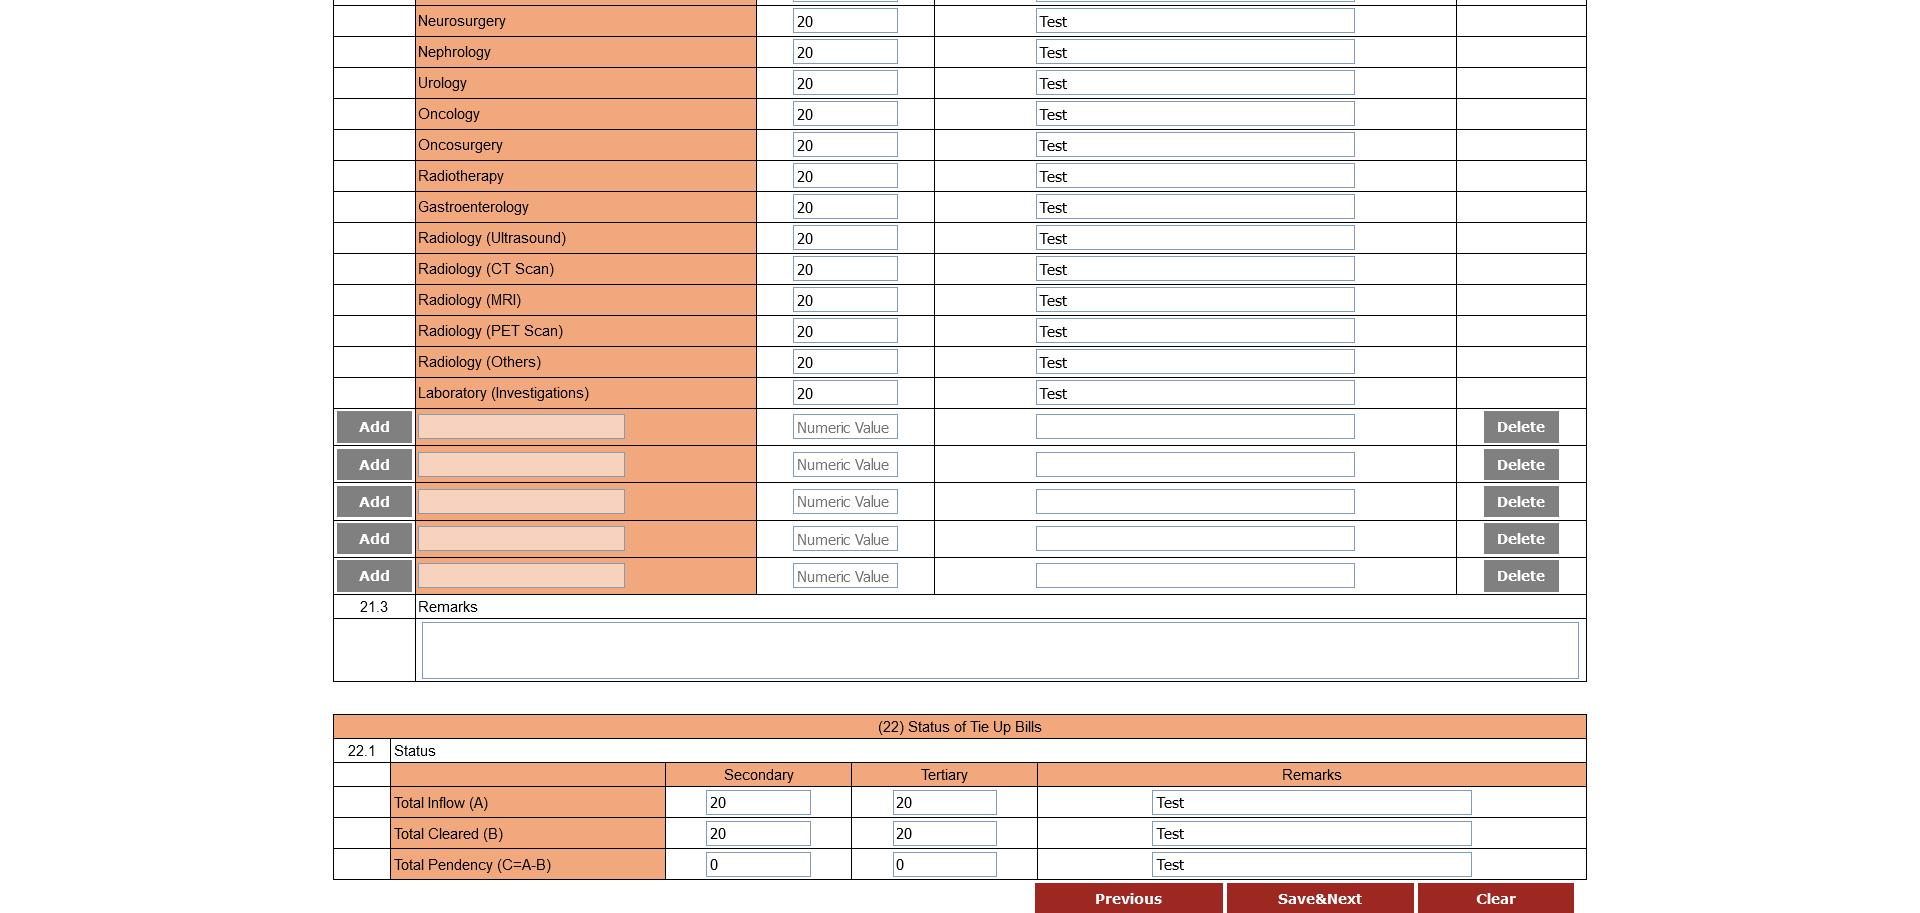 Neurosurgery 20 Test
Nephrology 20 Test
Urology 20 Test
Oncology 20 Test
Oncosurgery 20 Test
Radiotherapy 20 Test
Gastroenterology 20 Test
Radiology (Ultrasound) 20 Test
Radiology (CT Scan) 20 Test
Radiology (MRI) 20 Test
Radiology (PET Scan) 20 Test
Radiology (Others) 20 Test
Laboratory (Investigations) 20 Test
Add Numeric Value Delete
Add Numeric Value Delete
Add Numeric Value Delete
Add Numeric Value Delete
Add Numeric Value Delete
21.3 Remarks
(22) Status of Tie Up Bills
22.1 Status
Secondary Tertiary Remarks
Total Inflow (A) 20 20 Test
Total Cleared (B) 20 20 Test
Total Pendency (C=A-B) 0 0 Test
Previous Save&Next Clear